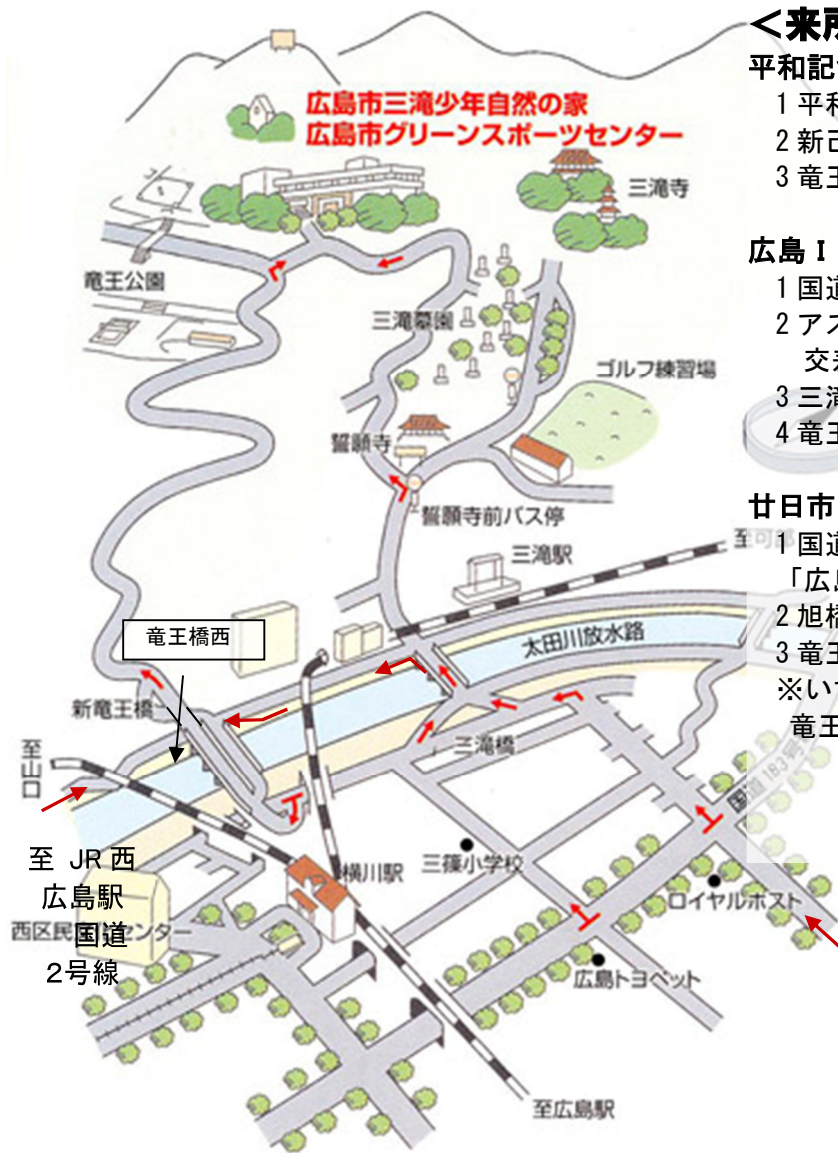 広島市三滝少年自然の家
広島市グリーンスポーツセンター
三滝寺
竜王公園
三滝墓園
ゴルフ練習場
誓願寺
誓願寺前バス停
三滝駅
至可部
太田川放水路
竜王橋西
新竜王橋
至山口
三滝橋
国道183号
至 JR 西
広島駅
国道
2号線
横川駅
三篠小学校
ロイヤルホスト
西区民
センター
広島トヨペット
至広島駅
<来
平和記
1 平和
2 新己
3 竜王
広島 I
1 国道
2 アス
交差
3 三滝
4 竜王
廿日市
1 国道
「広島
2 旭橋
3 竜王
※い
竜王